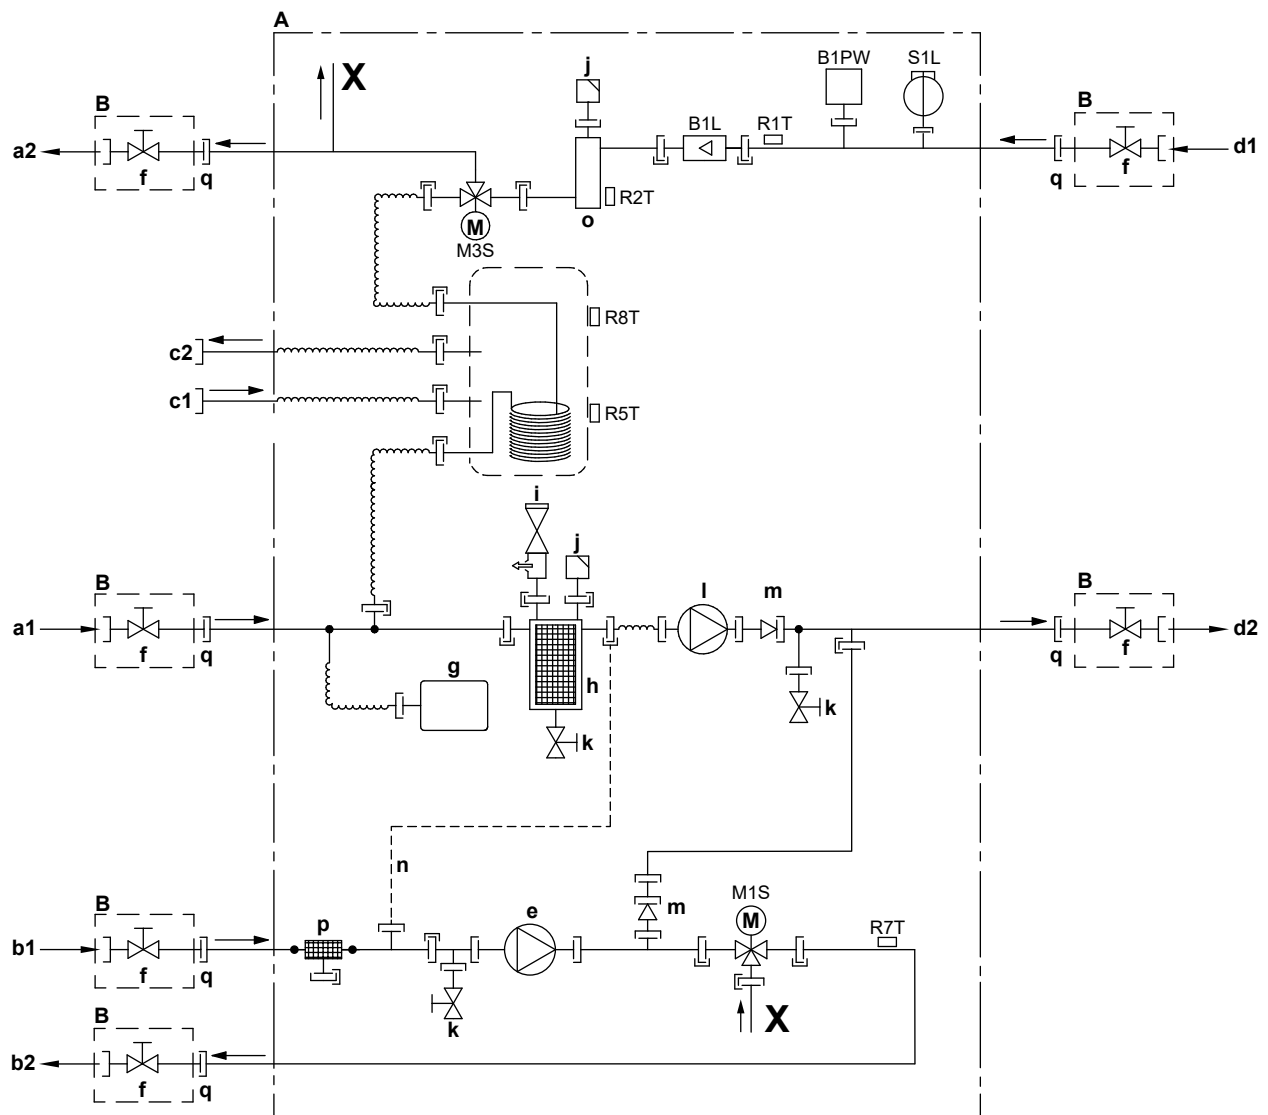 A
X
j
B1PW
S1L
B
B
B1L
R1T
a2
d1
f
q
q
f
R2T
M
o
M3S
R8T
c2
c1
R5T
i
j
B
l
m
B
a1
d2
f
q
q
f
g
h
k
k
n
M1S
B
p
e
m
M
R7T
b1
f
q
X
B
k
b2
f
q